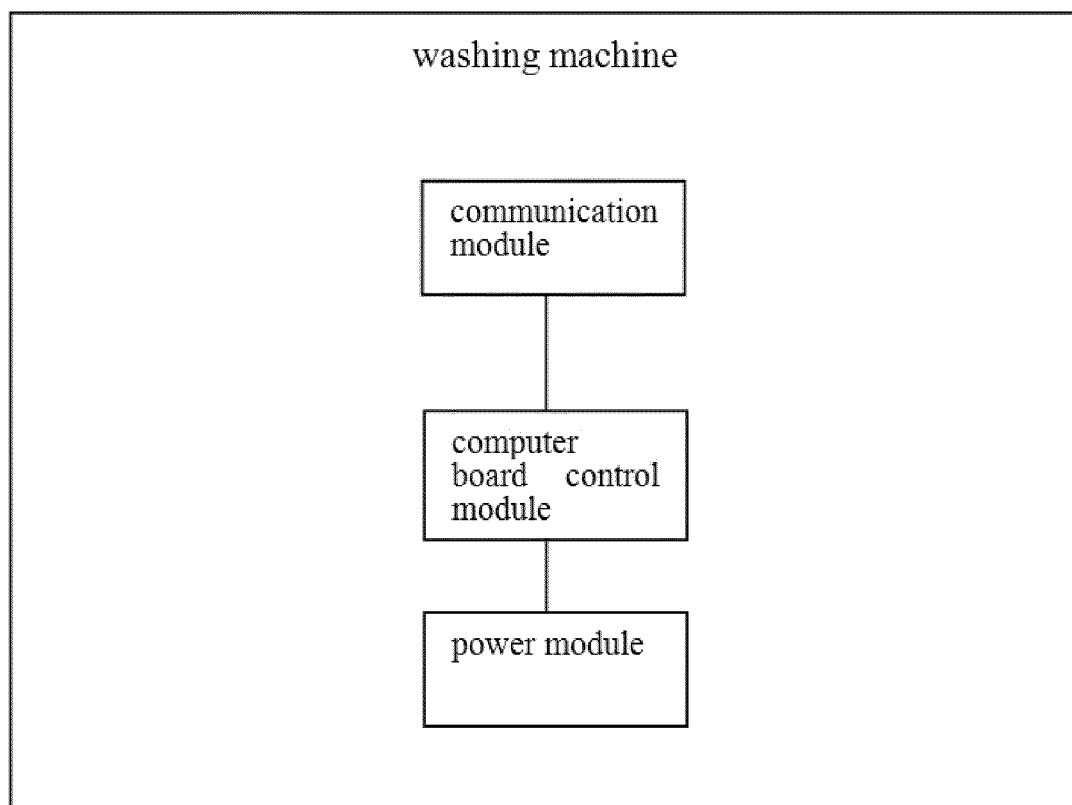 washing machine
communication
module
computer
board control
module
power module